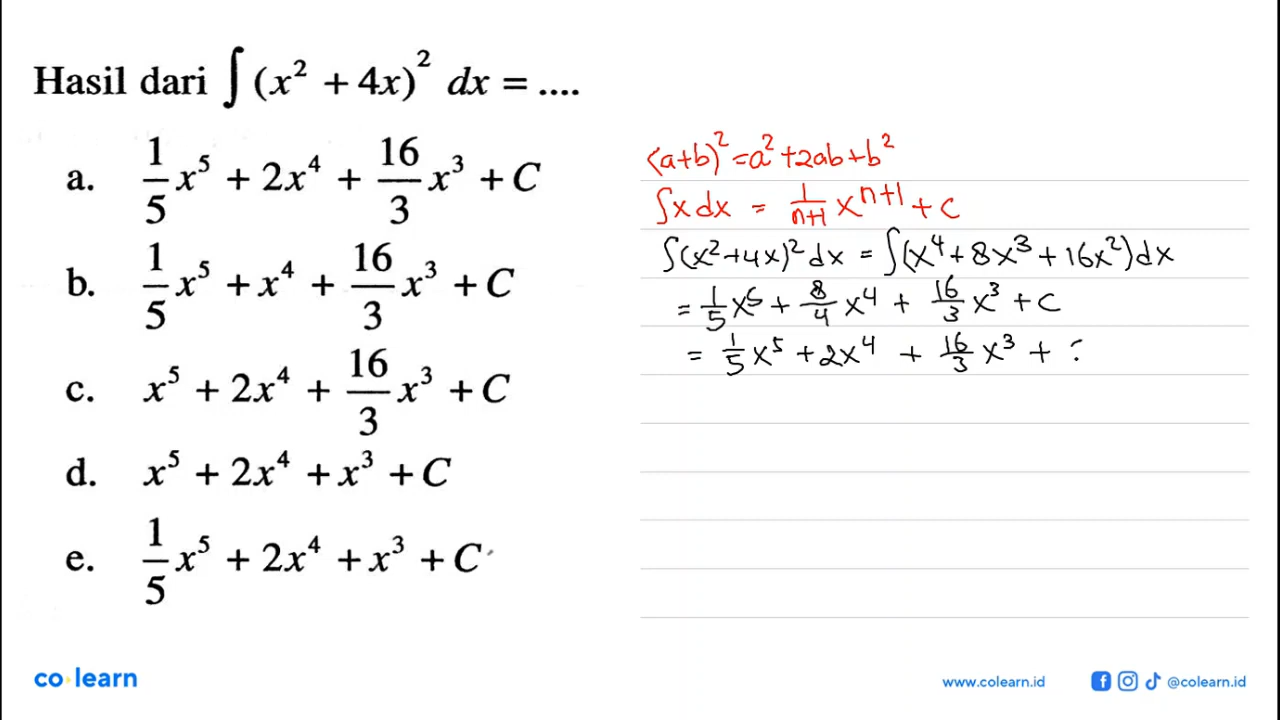 Hasil dari ∫(x² + 4x)² dx = ....
a. 1/5 x⁵ + 2x⁴ + 16/3 x³ + C
b. 1/5 x⁵ + x⁴ + 16/3 x³ + C
c. x⁵ + 2x⁴ + 16/3 x³ + C
d. x⁵ + 2x⁴ + x³ + C
e. 1/5 x⁵ + 2x⁴ + x³ + C
(a+b)² = a² + 2ab + b²
∫x dx = 1/(n+1) xⁿ⁺¹ + C
∫(x² + 4x)² dx = ∫(x⁴ + 8x³ + 16x²) dx
= 1/5 x⁵ + 8/4 x⁴ + 16/3 x³ + C
= 1/5 x⁵ + 2x⁴ + 16/3 x³ +
co learn
www.colearn.id
@colearn.id